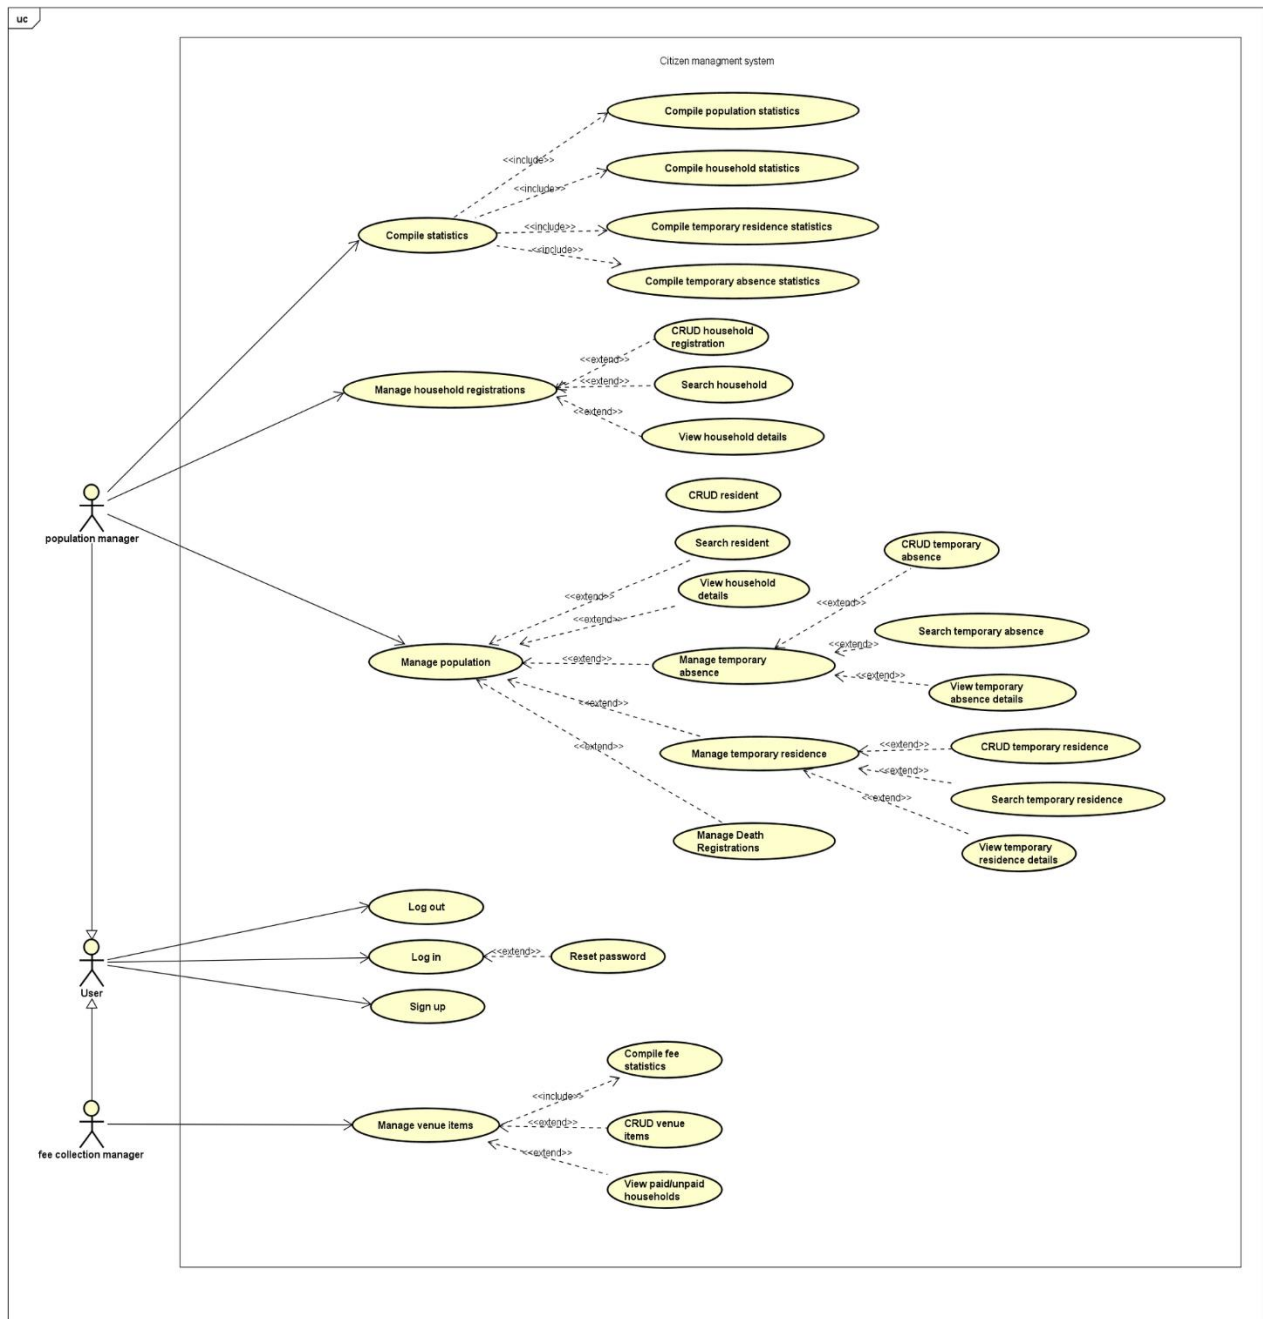 uc
Citizen managment system
Compile population statistics
<<include>>
Compile household statistics
<<include>>
Compile statistics
<<include>>
Compile temporary residence statistics
<<include>>
Compile temporary absence statistics
CRUD household
registration
<<extend>>
Manage household registrations
<<extend>>
Search household
<<extend>>
View household details
CRUD resident
population manager
Search resident
CRUD temporary
absence
View household
details
<<extend>>
<<extend>>
<<extend>>
Search temporary absence
<<extend>>
Manage population
<<extend>>
Manage temporary
absence
<<extend>>
View temporary
absence details
<<extend>>
Manage temporary residence
<<extend>>
CRUD temporary residence
<<extend>>
<<extend>>
Search temporary residence
<<extend>>
Manage Death
Registrations
View temporary
residence details
Log out
User
Log in
<<extend>>
Reset password
Sign up
Compile fee
statistics
<<include>>
fee collection manager
Manage venue items
<<extend>>
CRUD venue
items
<<extend>>
View paid/unpaid
households